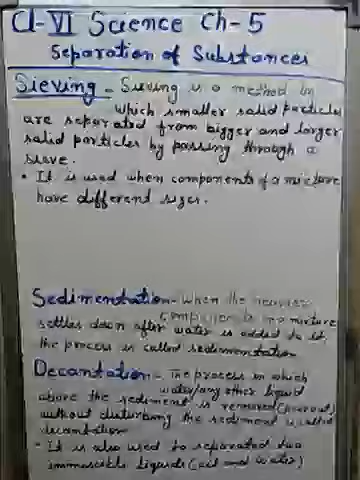 Cl-VI Science Ch-5
Separation of Substances
Sieving - Sieving is a method in
which smaller solid particles
are separated from bigger and larger
solid particles by passing through a
sieve.
• It is used when components of a mixture
have different sizes.
Sedimentation - When the heavier
components in a mixture
settles down after water is added to it
the process is called sedimentation
Decantation - The process in which
water/any other liquid
above the sediment is removed (pour out)
without disturbing the sediment is called
decantation
• It is also used to separated two
immiscible liquids (oil and water)